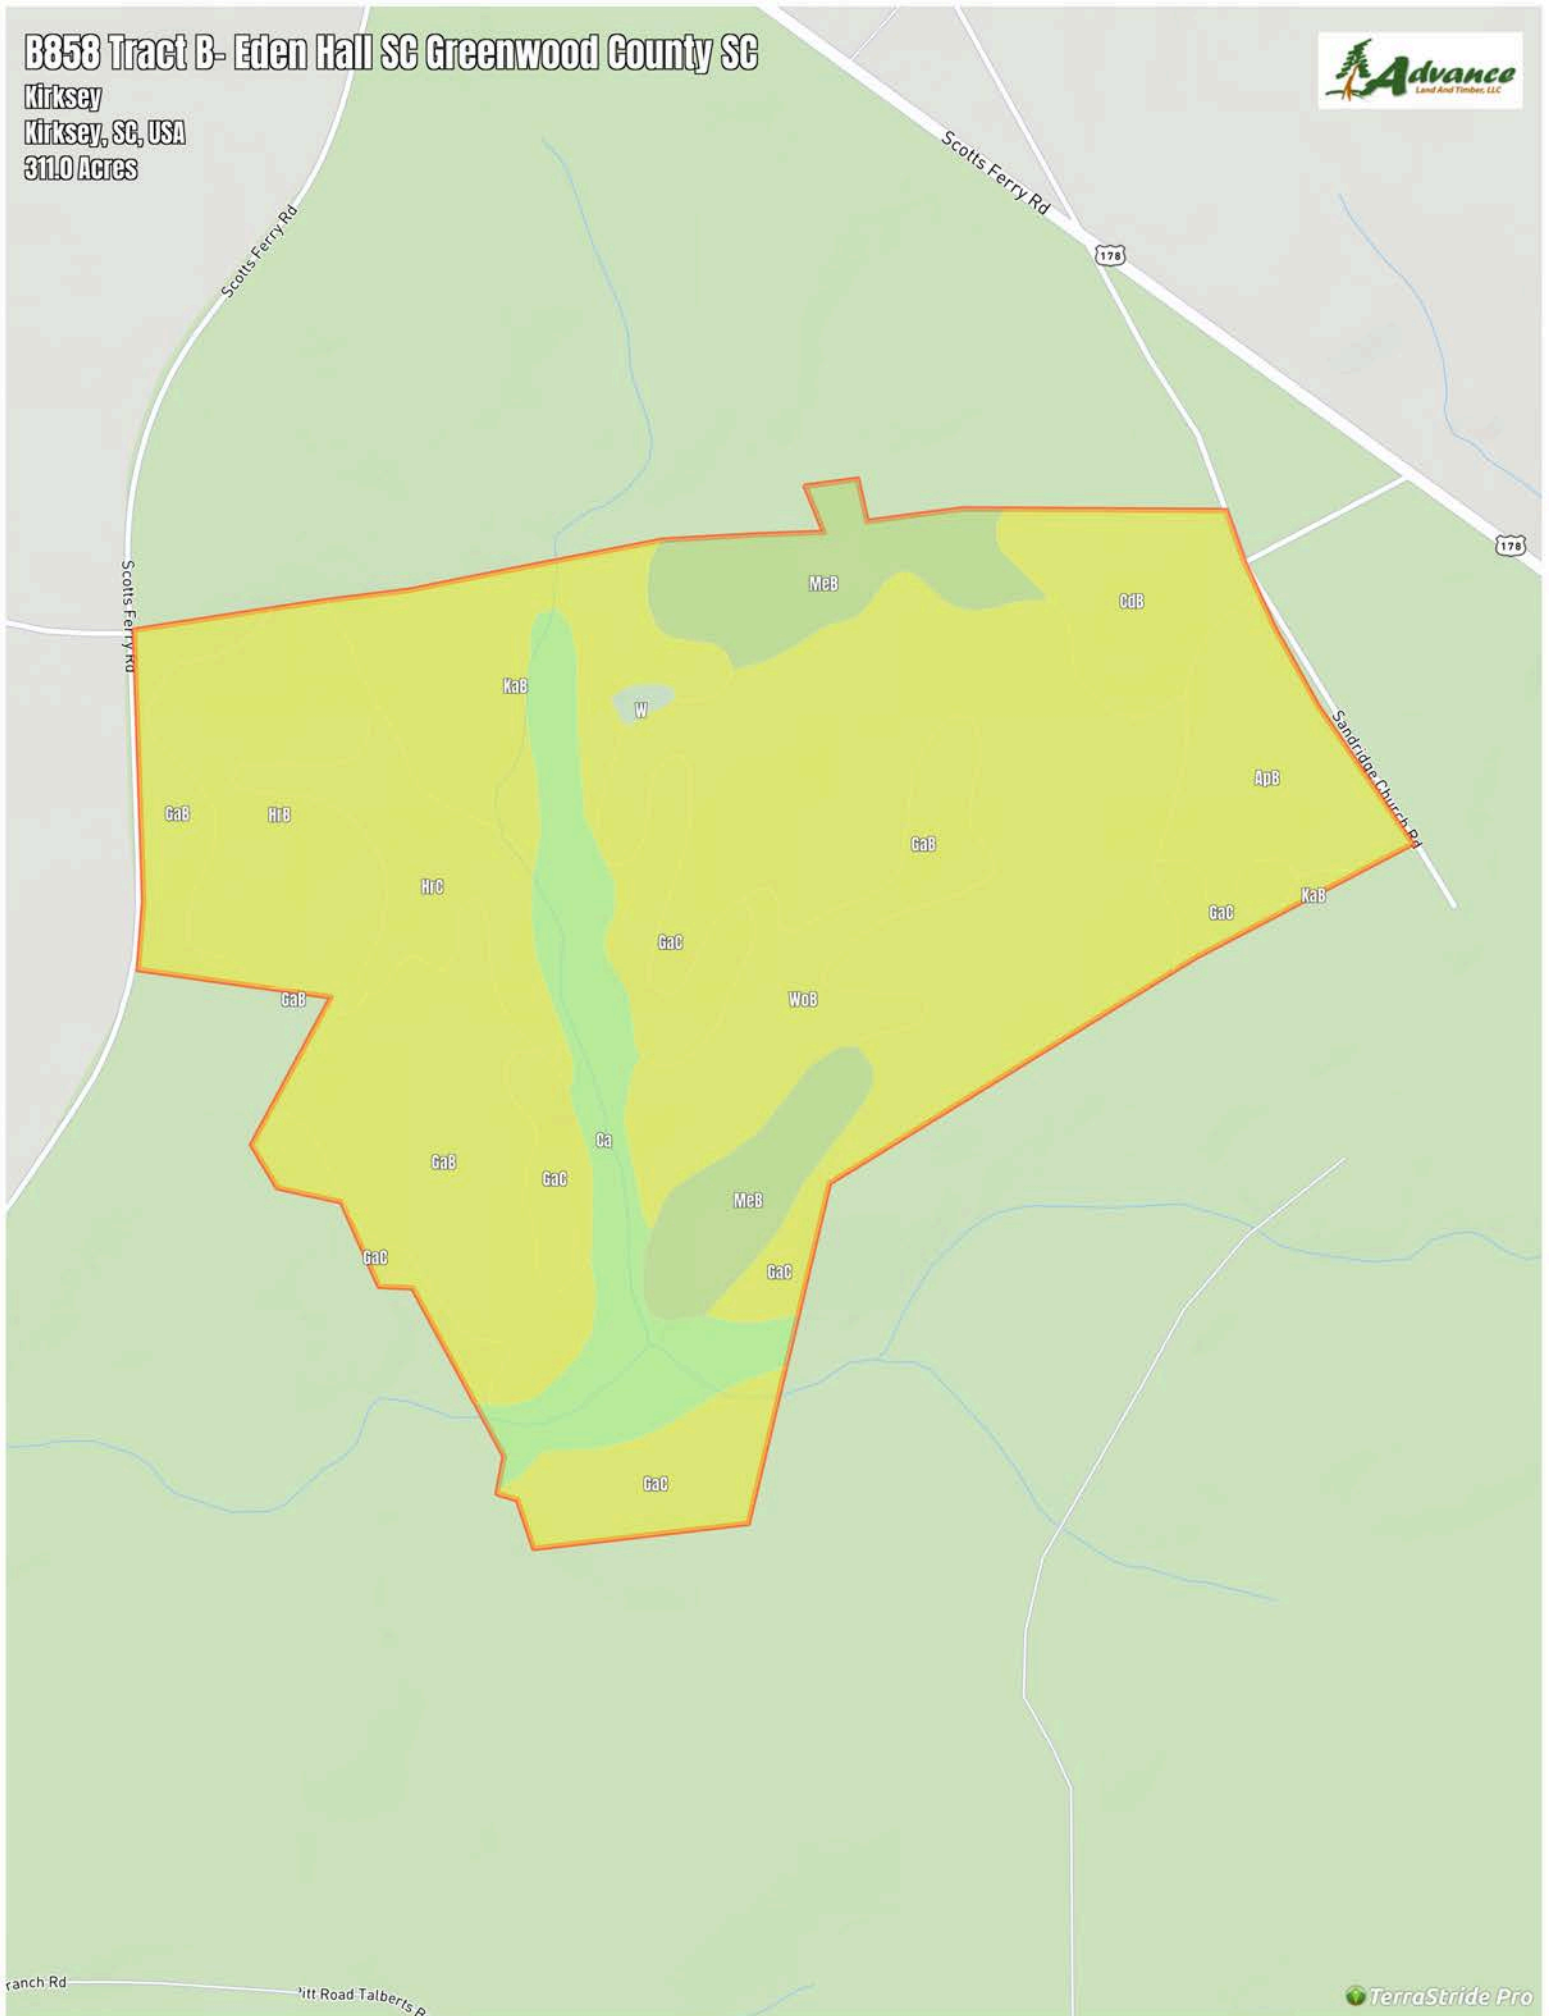 B858 Tract B- Eden Hall SC Greenwood County SC
Kirksey
Kirksey, SC, USA
311.0 Acres
Advance
Land And Timber, LLC
Scotts Ferry Rd
Scotts Ferry Rd
178
178
Scotts Ferry Rd
MeB
CdB
KaB
W
Sandridge Church Rd
ApB
GaB
HrB
GaB
HrC
KaB
GaC
GaC
GaB
WoB
Ca
GaB
GaC
MeB
GaC
GaC
GaC
ranch Rd
itt Road Talberts B
TerraStride Pro